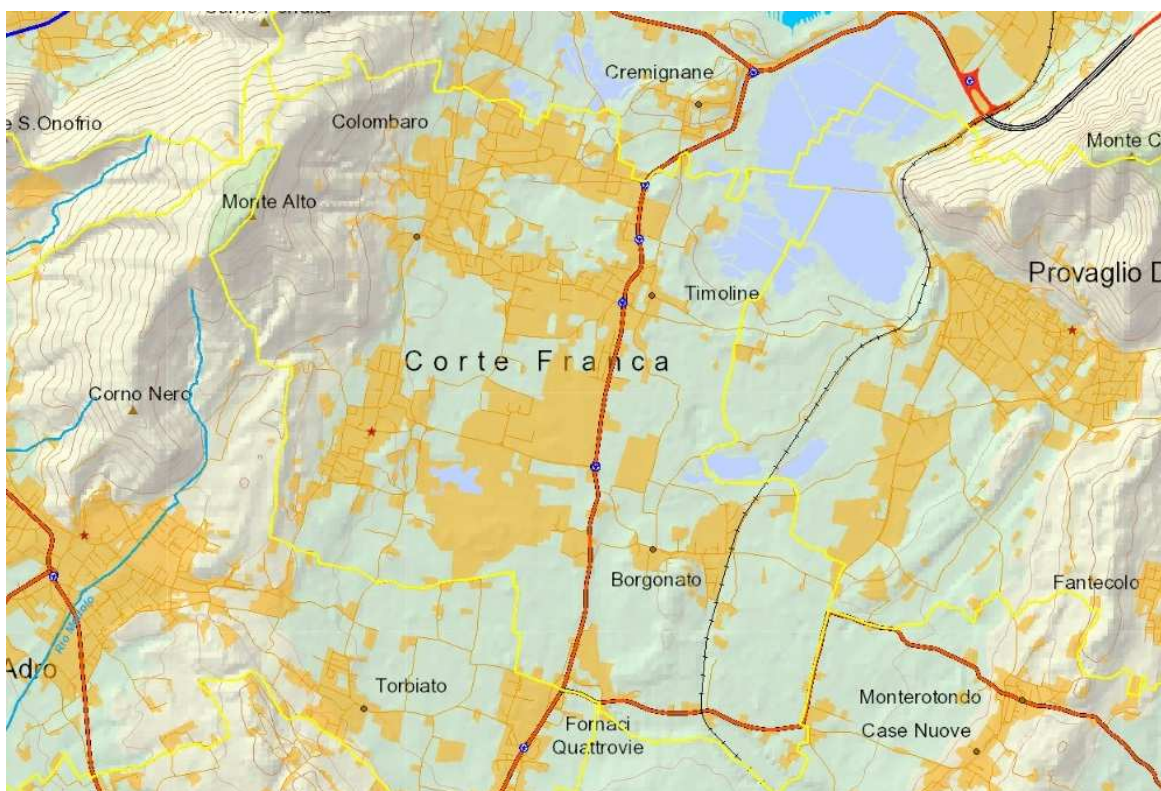 Cremignane
Colombaro
e S.Onofrio
Monte C
Monte Alto
Provaglio D
Timoline
Corte Franca
Corno Nero
Borgonato
Fantecolo
Adro
Torbiato
Monterotondo
Fornaci
Quattrovie
Case Nuove